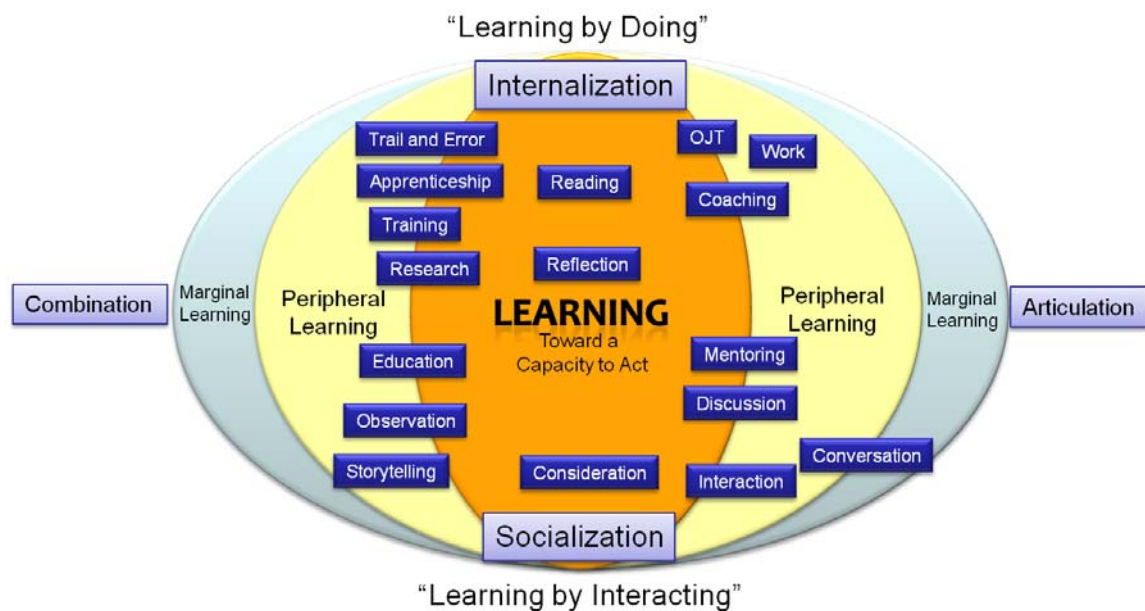 “Learning by Doing”
Internalization
Trail and Error
OJT
Work
Apprenticeship
Reading
Coaching
Training
Research
Reflection
Combination
Marginal
Learning
Peripheral
Learning
LEARNING
Toward a
Capacity to Act
Peripheral
Learning
Marginal
Learning
Articulation
Education
Mentoring
Discussion
Observation
Storytelling
Consideration
Interaction
Conversation
Socialization
“Learning by Interacting”